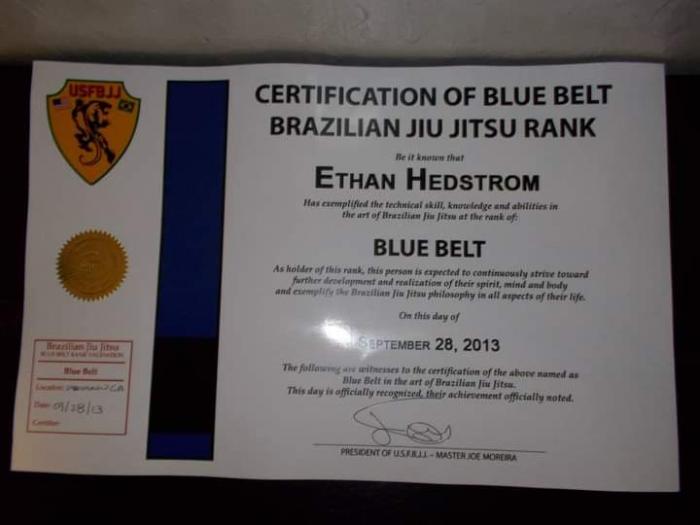 USFBJJ
CERTIFICATION OF BLUE BELT
BRAZILIAN JIU JITSU RANK
Be it known that
ETHAN HEDSTROM
Has exemplified the technical skill, knowledge and abilities in
the art of Brazilian Jiu Jitsu at the rank of:
BLUE BELT
As holder of this rank, this person is expected to continuously strive toward
further development and realization of their spirit, mind and body
and exemplify the Brazilian Jiu Jitsu philosophy in all aspects of their life.
On this day of
SEPTEMBER 28, 2013
The following are witnesses to the certification of the above named as
Blue Belt in the art of Brazilian Jiu Jitsu.
This day is officially recognized, their achievement officially noted.
PRESIDENT OF U.S.F.B.J.J. – MASTER JOE MOREIRA
Brazilian Jiu Jitsu
BLUE BELT RANK VALIDATION
Blue Belt
Location: CA
Date: 09/28/13
Certifier: